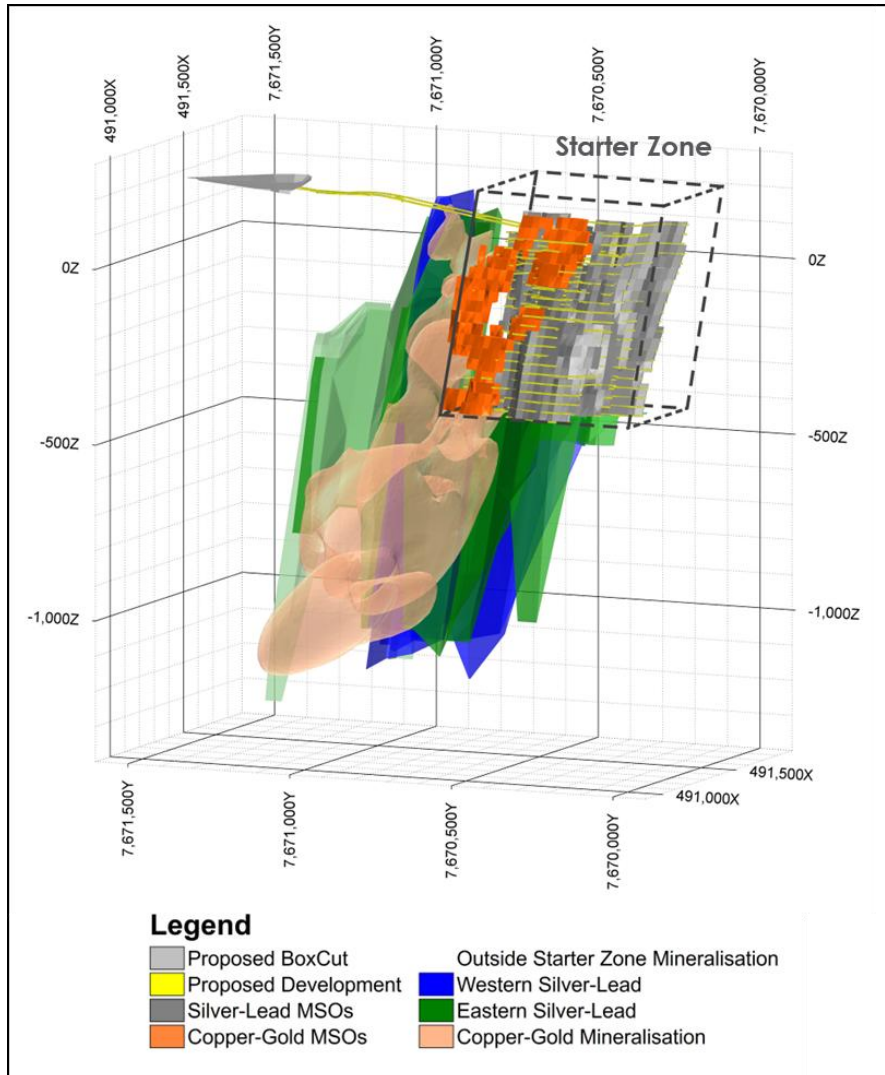 491,000X
491,500X
7,671,500Y
7,671,000Y
7,670,500Y
7,670,000Y
Starter Zone
0Z
0Z
-500Z
-500Z
-1,000Z
-1,000Z
491,500X
491,000X
7,671,500Y
7,671,000Y
7,670,500Y
7,670,000Y
Legend
Proposed BoxCut
Outside Starter Zone Mineralisation
Proposed Development
Western Silver-Lead
Silver-Lead MSOs
Eastern Silver-Lead
Copper-Gold MSOs
Copper-Gold Mineralisation